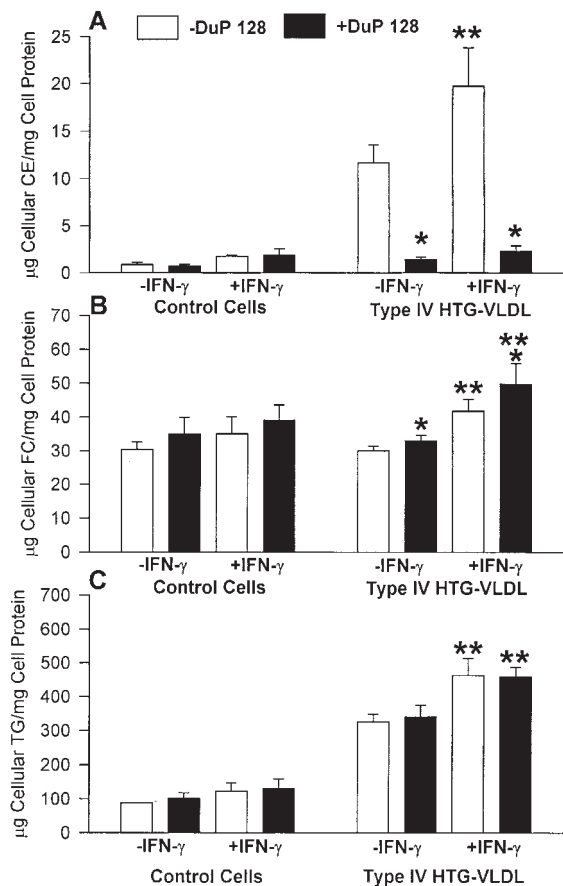 A -DuP 128 +DuP 128
µg Cellular CE/mg Cell Protein
25
20
15
10
5
0
**
*
*
-IFN-γ +IFN-γ -IFN-γ +IFN-γ
Control Cells Type IV HTG-VLDL
B
µg Cellular FC/mg Cell Protein
70
60
50
40
30
20
10
0
*
**
**
*
-IFN-γ +IFN-γ -IFN-γ +IFN-γ
Control Cells Type IV HTG-VLDL
C
µg Cellular TG/mg Cell Protein
700
600
500
400
300
200
100
0
** **
-IFN-γ +IFN-γ -IFN-γ +IFN-γ
Control Cells Type IV HTG-VLDL